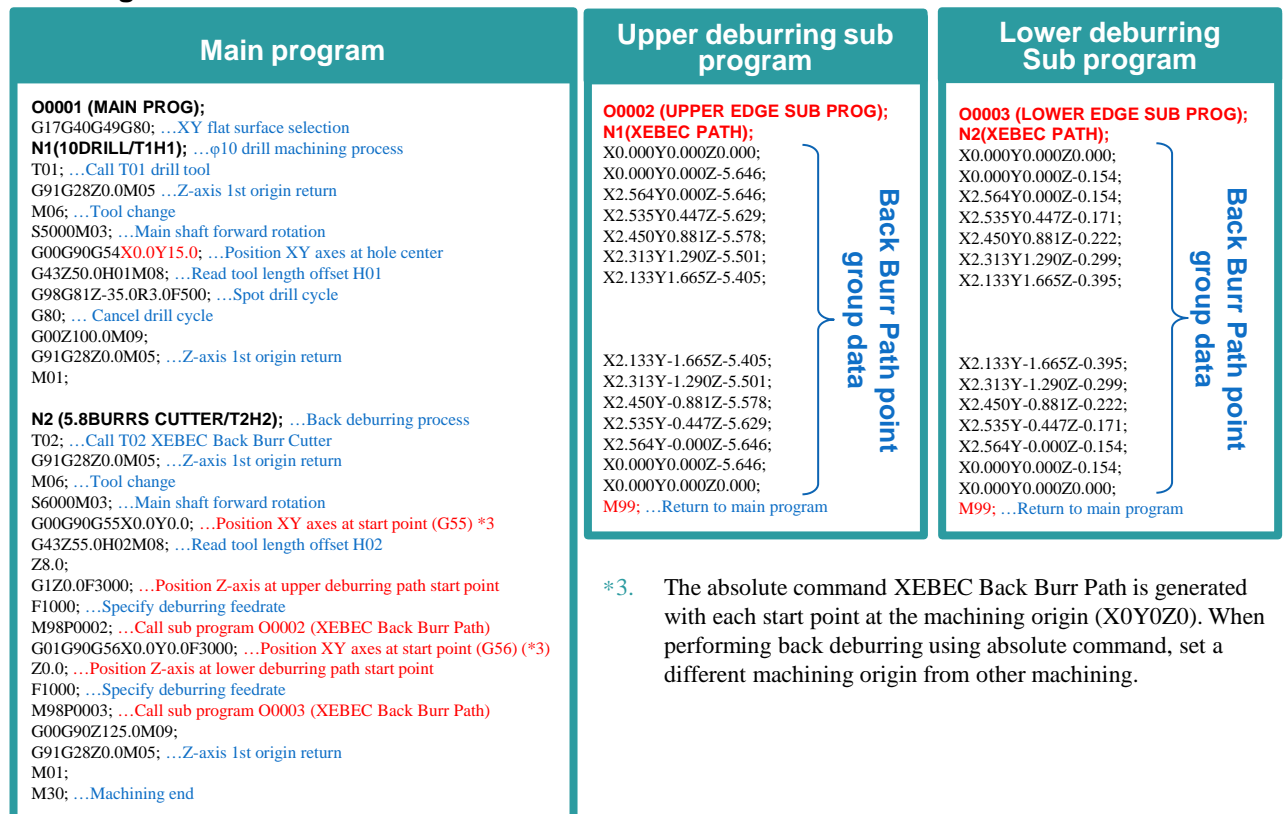 Main program
O0001 (MAIN PROG);
G17G40G49G80; …XY flat surface selection
N1(10DRILL/T1H1); …φ10 drill machining process
T01; …Call T01 drill tool
G91G28Z0.0M05 …Z-axis 1st origin return
M06; …Tool change
S5000M03; …Main shaft forward rotation
G00G90G54X0.0Y15.0; …Position XY axes at hole center
G43Z50.0H01M08; …Read tool length offset H01
G98G81Z-35.0R3.0F500; …Spot drill cycle
G80; … Cancel drill cycle
G00Z100.0M09;
G91G28Z0.0M05; …Z-axis 1st origin return
M01;
N2 (5.8BURRS CUTTER/T2H2); …Back deburring process
T02; …Call T02 XEBEC Back Burr Cutter
G91G28Z0.0M05; …Z-axis 1st origin return
M06; …Tool change
S6000M03; …Main shaft forward rotation
G00G90G55X0.0Y0.0; …Position XY axes at start point (G55) *3
G43Z55.0H02M08; …Read tool length offset H02
Z8.0;
G1Z0.0F3000; …Position Z-axis at upper deburring path start point
F1000; …Specify deburring feedrate
M98P0002; …Call sub program O0002 (XEBEC Back Burr Path)
G01G90G56X0.0Y0.0F3000; …Position XY axes at start point (G56) (*3)
Z0.0; …Position Z-axis at lower deburring path start point
F1000; …Specify deburring feedrate
M98P0003; …Call sub program O0003 (XEBEC Back Burr Path)
G00G90Z125.0M09;
G91G28Z0.0M05; …Z-axis 1st origin return
M01;
M30; …Machining end
Upper deburring sub
program
O0002 (UPPER EDGE SUB PROG);
N1(XEBEC PATH);
X0.000Y0.000Z0.000;
X0.000Y0.000Z-5.646;
X2.564Y0.000Z-5.646;
X2.535Y0.447Z-5.629;
X2.450Y0.881Z-5.578;
X2.313Y1.290Z-5.501;
X2.133Y1.665Z-5.405;
X2.133Y-1.665Z-5.405;
X2.313Y-1.290Z-5.501;
X2.450Y-0.881Z-5.578;
X2.535Y-0.447Z-5.629;
X2.564Y-0.000Z-5.646;
X0.000Y0.000Z-5.646;
X0.000Y0.000Z0.000;
M99; …Return to main program
Back Burr Path point
group data
Lower deburring
Sub program
O0003 (LOWER EDGE SUB PROG);
N2(XEBEC PATH);
X0.000Y0.000Z0.000;
X0.000Y0.000Z-0.154;
X2.564Y0.000Z-0.154;
X2.535Y0.447Z-0.171;
X2.450Y0.881Z-0.222;
X2.313Y1.290Z-0.299;
X2.133Y1.665Z-0.395;
X2.133Y-1.665Z-0.395;
X2.313Y-1.290Z-0.299;
X2.450Y-0.881Z-0.222;
X2.535Y-0.447Z-0.171;
X2.564Y-0.000Z-0.154;
X0.000Y0.000Z-0.154;
X0.000Y0.000Z0.000;
M99; …Return to main program
Back Burr Path point
group data
*3. The absolute command XEBEC Back Burr Path is generated
with each start point at the machining origin (X0Y0Z0). When
performing back deburring using absolute command, set a
different machining origin from other machining.